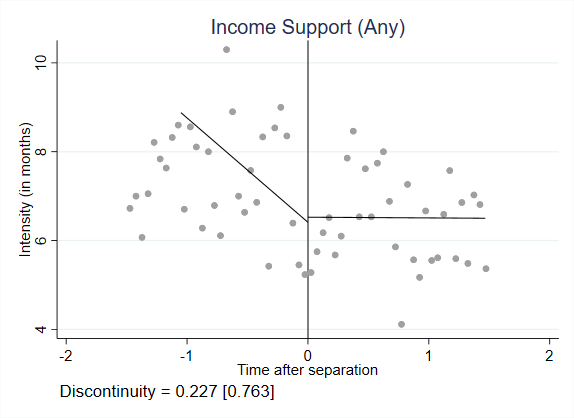 Income Support (Any)
Intensity (in months)
10
8
6
4
-2
-1
0
1
2
Time after separation
Discontinuity = 0.227 [0.763]